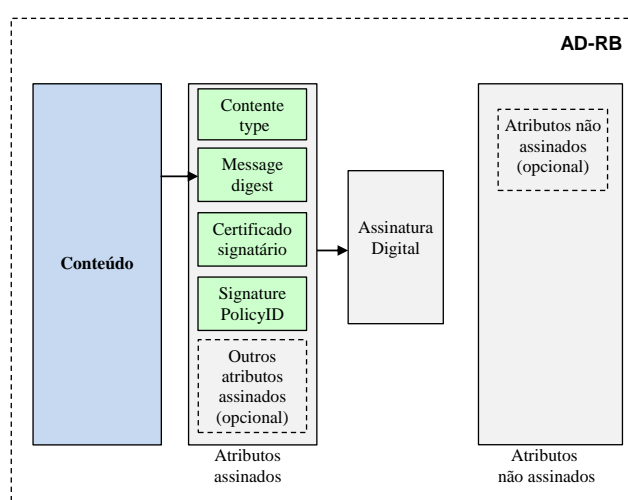 AD-RB
Conteúdo
Contente
type
Message
digest
Certificado
signatário
Signature
PolicyID
Outros
atributos
assinados
(opcional)
Atributos
assinados
Assinatura
Digital
Atributos não
assinados
(opcional)
Atributos
não assinados